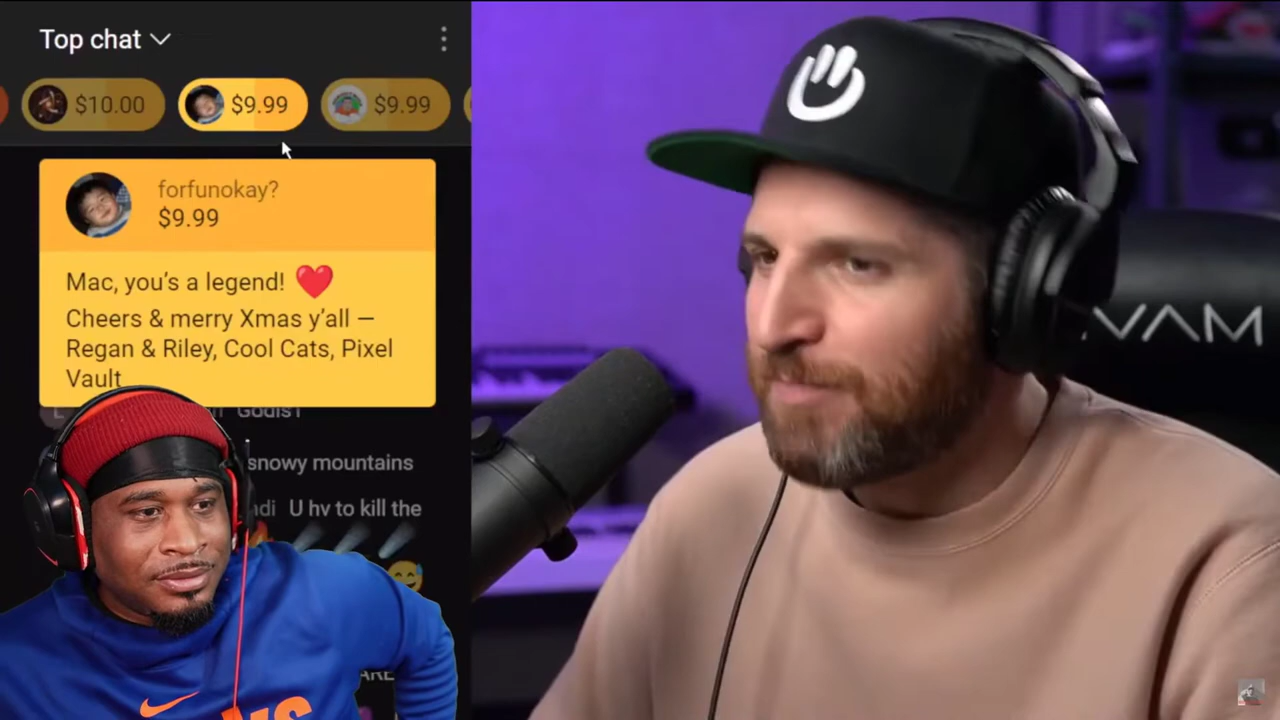 Top chat
$10.00
$9.99
$9.99
forfunokay?
$9.99
Mac, you's a legend! ❤️
Cheers & merry Xmas y'all –
Regan & Riley, Cool Cats, Pixel
Vault
snowy mountains
U hv to kill the
VAM